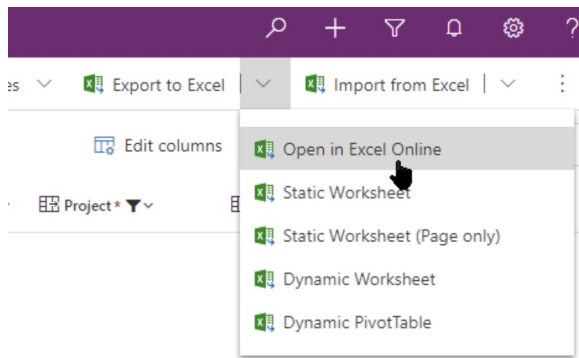 es Export to Excel Import from Excel
Edit columns
Open in Excel Online
Project *
Static Worksheet
Static Worksheet (Page only)
Dynamic Worksheet
Dynamic PivotTable